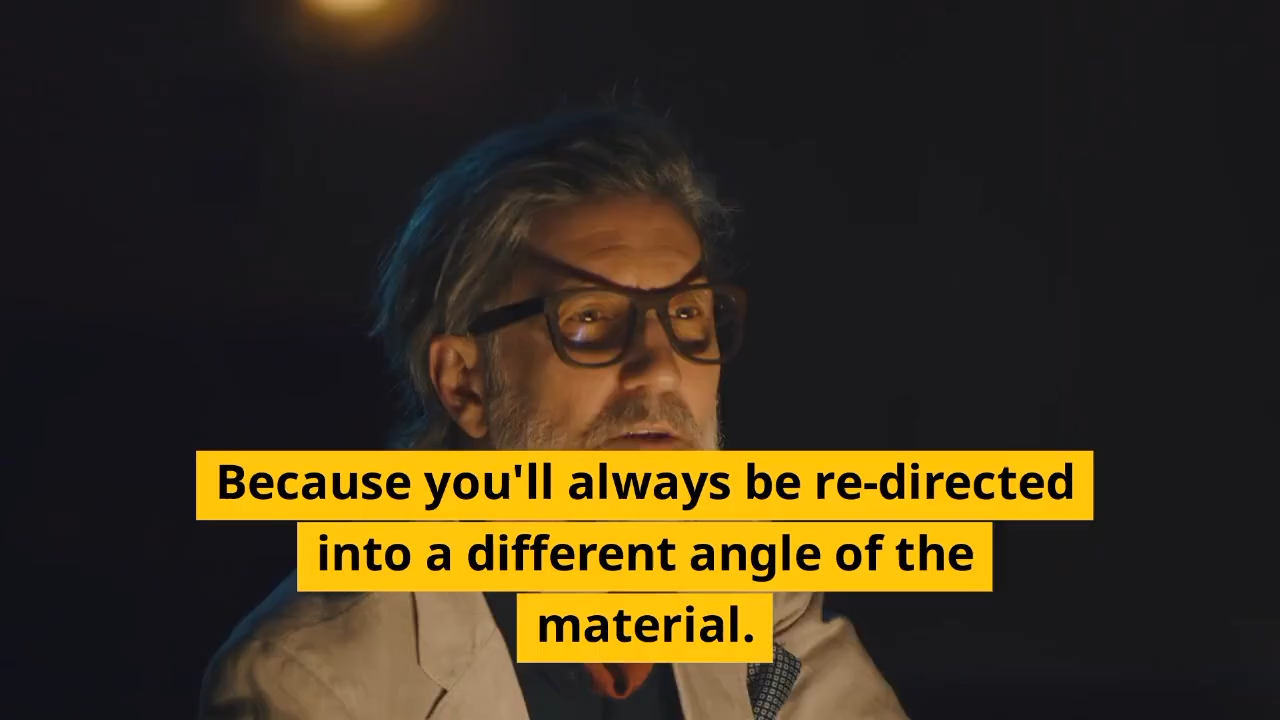 Because you'll always be re-directed
into a different angle of the
material.